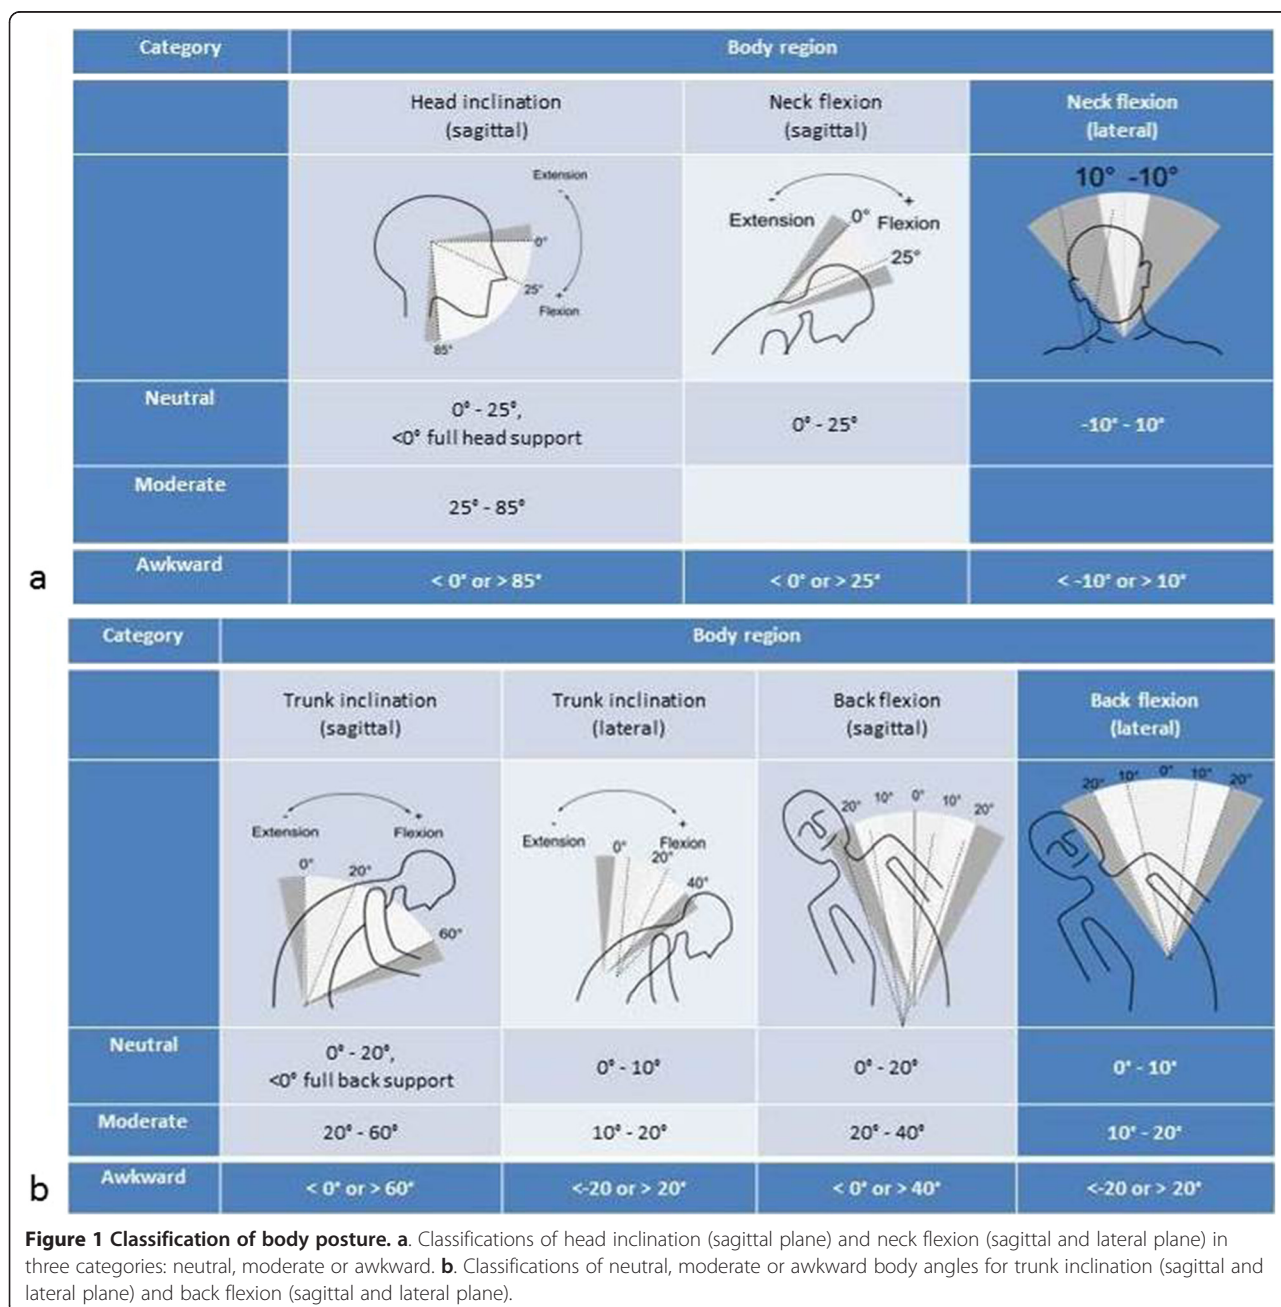 Category
Body region
Head inclination
(sagittal)
Neck flexion
(sagittal)
Neck flexion
(lateral)
Extension
-
0°
25°
+
Flexion
85°
-
+
Extension
0°
Flexion
25°
10° -10°
Neutral
0° - 25°,
<0° full head support
0° - 25°
-10° - 10°
Moderate
25° - 85°
a
Awkward
< 0° or > 85°
< 0° or > 25°
< -10° or > 10°
Category
Body region
Trunk inclination
(sagittal)
Trunk inclination
(lateral)
Back flexion
(sagittal)
Back flexion
(lateral)
-
+
Extension
Flexion
0°
20°
60°
-
+
Extension
0°
Flexion
20°
40°
20°
10°
0°
10°
20°
20°
10°
0°
10°
20°
Neutral
0° - 20°,
<0° full back support
0° - 10°
0° - 20°
0° - 10°
Moderate
20° - 60°
10° - 20°
20° - 40°
10° - 20°
b
Awkward
< 0° or > 60°
<-20 or > 20°
< 0° or > 40°
<-20 or > 20°
Figure 1 Classification of body posture. a. Classifications of head inclination (sagittal plane) and neck flexion (sagittal and lateral plane) in
three categories: neutral, moderate or awkward. b. Classifications of neutral, moderate or awkward body angles for trunk inclination (sagittal and
lateral plane) and back flexion (sagittal and lateral plane).